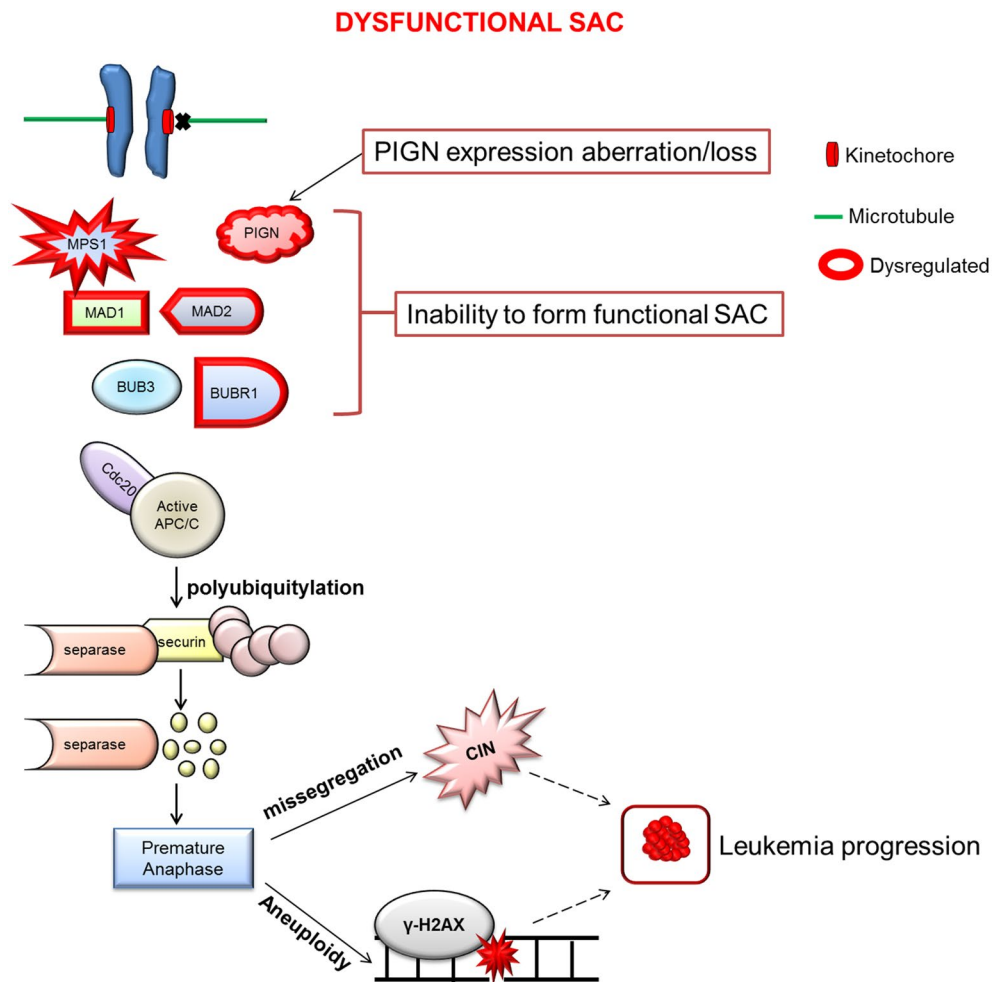 DYSFUNCTIONAL SAC
PIGN expression aberration/loss
Kinetochore
Microtubule
Dysregulated
MPS1
PIGN
MAD1
MAD2
Inability to form functional SAC
BUB3
BUBR1
Cdc20
Active
APC/C
polyubiquitylation
separase
securin
separase
missegregation
CIN
Premature
Anaphase
Leukemia progression
Aneuploidy
γ-H2AX